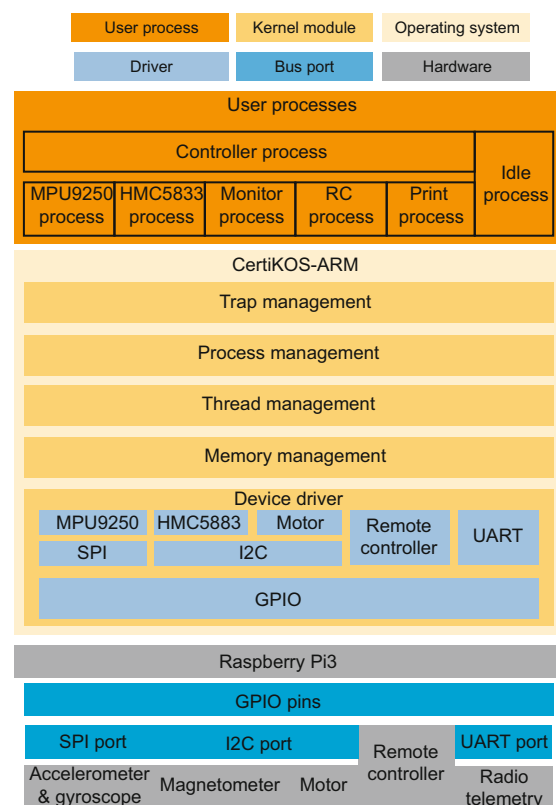 User process Kernel module Operating system
Driver Bus port Hardware
User processes
Controller process
Idle process
MPU9250 process
HMC5833 process
Monitor process
RC process
Print process
CertiKOS-ARM
Trap management
Process management
Thread management
Memory management
Device driver
MPU9250 HMC5883 Motor
Remote controller
UART
SPI I2C
GPIO
Raspberry Pi3
GPIO pins
SPI port I2C port
Remote controller
UART port
Accelerometer & gyroscope
Magnetometer Motor
Radio telemetry